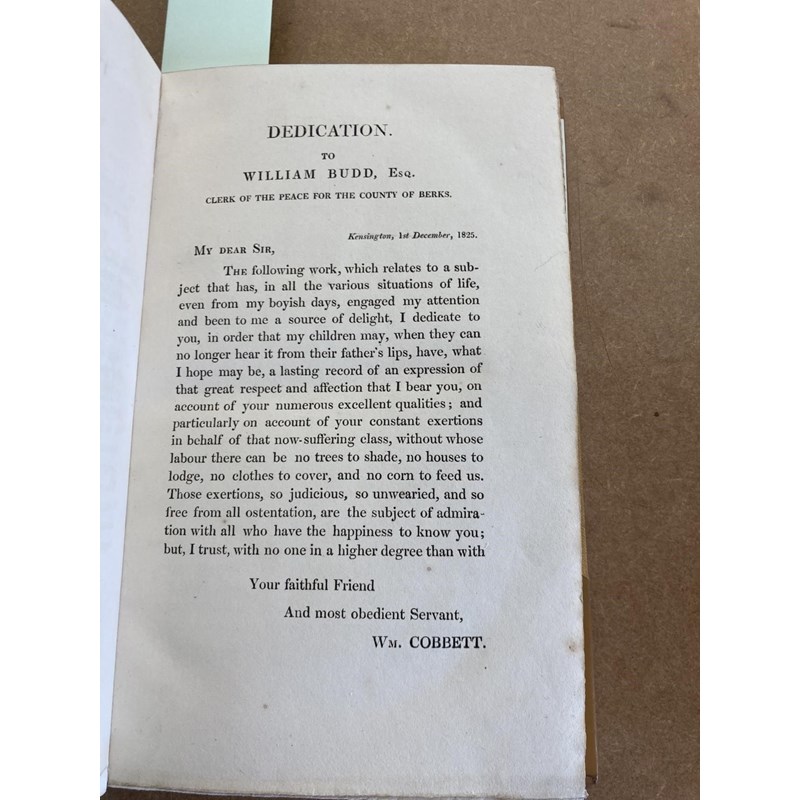 DEDICATION.
TO
WILLIAM BUDD, Esq.
CLERK OF THE PEACE FOR THE COUNTY OF BERKS.
Kensington, 1st December, 1825.
My dear Sir,
The following work, which relates to a sub-
ject that has, in all the various situations of life,
even from my boyish days, engaged my attention
and been to me a source of delight, I dedicate to
you, in order that my children may, when they can
no longer hear it from their father's lips, have, what
I hope may be, a lasting record of an expression of
that great respect and affection that I bear you, on
account of your numerous excellent qualities; and
particularly on account of your constant exertions
in behalf of that now-suffering class, without whose
labour there can be no trees to shade, no houses to
lodge, no clothes to cover, and no corn to feed us.
Those exertions, so judicious, so unwearied, and so
free from all ostentation, are the subject of admira-
tion with all who have the happiness to know you;
but, I trust, with no one in a higher degree than with
Your faithful Friend
And most obedient Servant,
Wm. COBBETT.